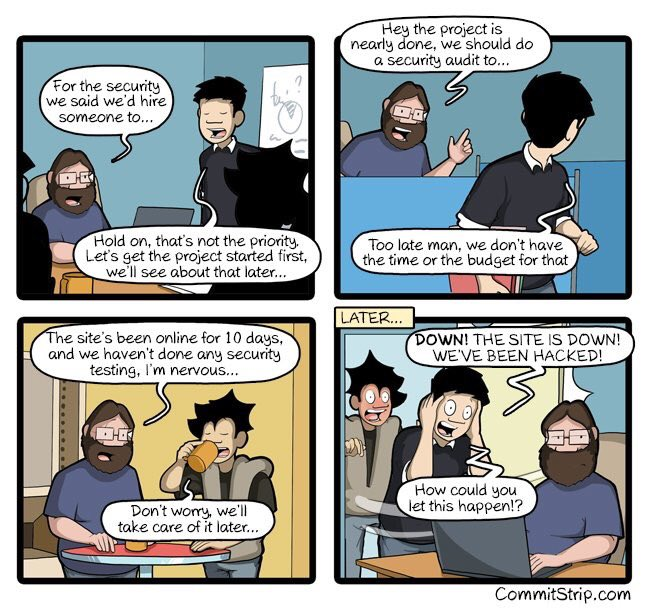 For the security
we said we'd hire
someone to...
Hold on, that's not the priority.
Let's get the project started first,
we'll see about that later...
Hey the project is
nearly done, we should do
a security audit to...
Too late man, we don't have
the time or the budget for that
The site's been online for 10 days,
and we haven't done any security
testing, I'm nervous...
Don't worry, we'll
take care of it later...
LATER...
DOWN! THE SITE IS DOWN!
WE'VE BEEN HACKED!
How could you
let this happen!?
CommitStrip.com